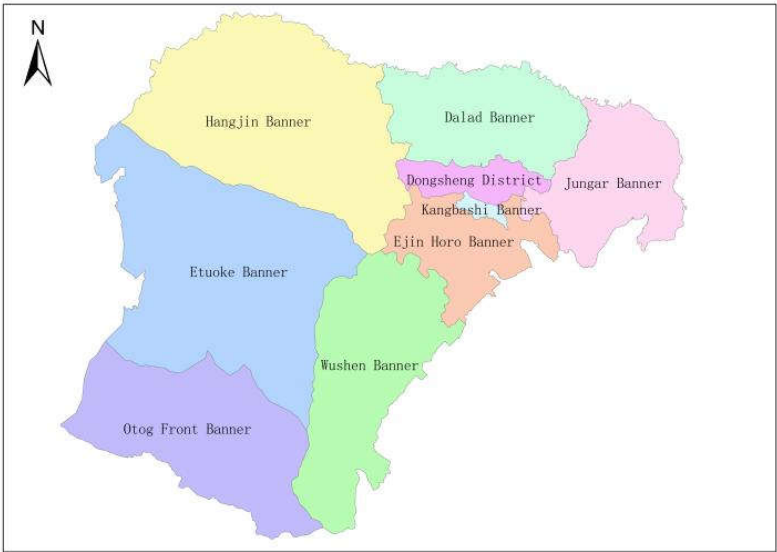 N
Hangjin Banner
Dalad Banner
Dongsheng District
Jungar Banner
Kangbashi Banner
Ejin Horo Banner
Etuoke Banner
Wushen Banner
Otog Front Banner